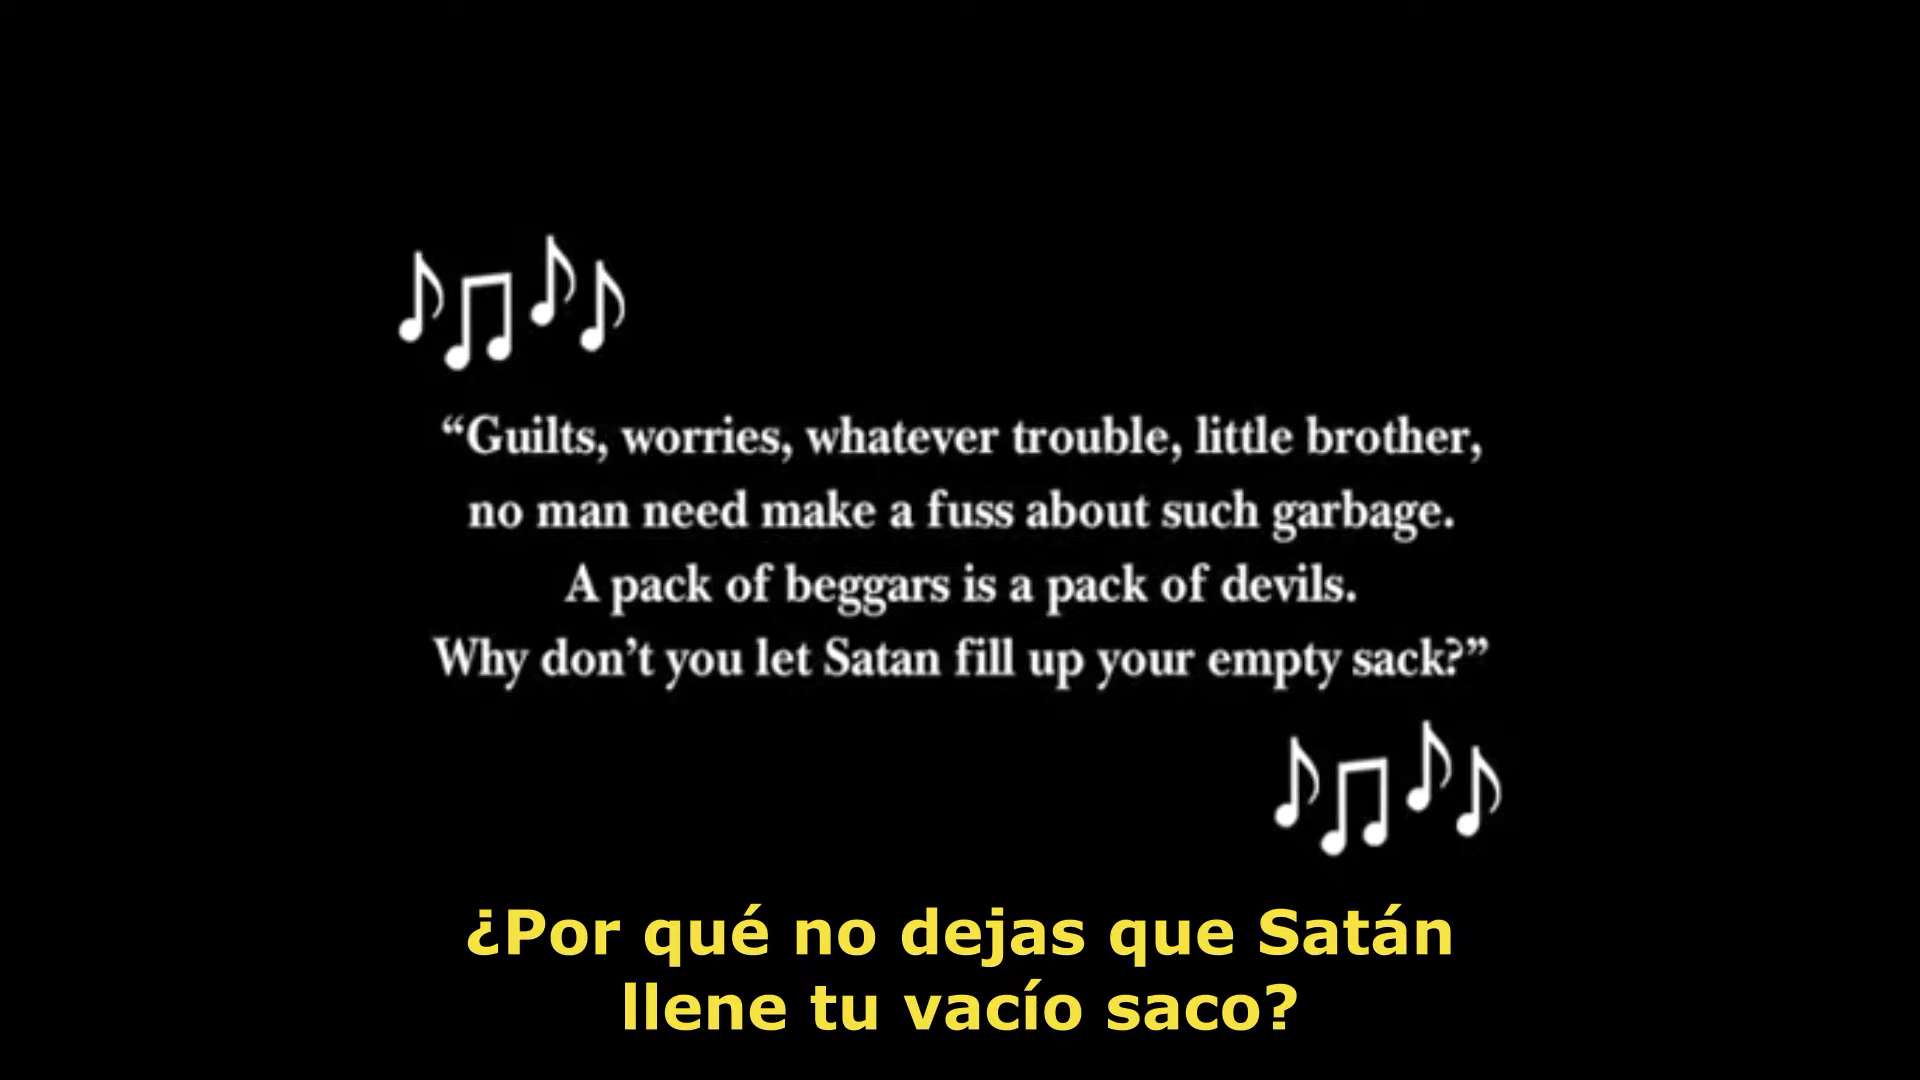 “Guilts, worries, whatever trouble, little brother,
no man need make a fuss about such garbage.
A pack of beggars is a pack of devils.
Why don’t you let Satan fill up your empty sack?”
¿Por qué no dejas que Satán
llene tu vacío saco?